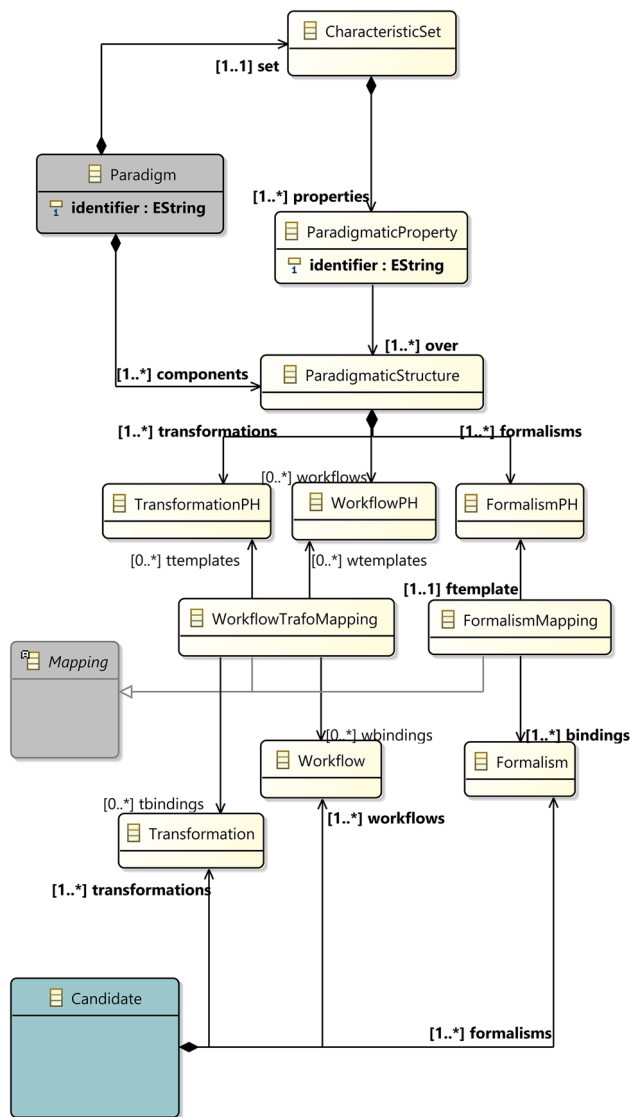 CharacteristicSet
[1..1] set
Paradigm
identifier : EString
[1..*] properties
ParadigmaticProperty
identifier : EString
[1..*] over
[1..*] components
ParadigmaticStructure
[1..*] transformations
[1..*] formalisms
[0..*] workflows
TransformationPH
WorkflowPH
FormalismPH
[0..*] ttemplates
[0..*] wtemplates
[1..1] ftemplate
WorkflowTrafoMapping
FormalismMapping
Mapping
[0..*] wbindings
[1..*] bindings
Workflow
Formalism
[0..*] tbindings
[1..*] workflows
Transformation
[1..*] transformations
Candidate
[1..*] formalisms